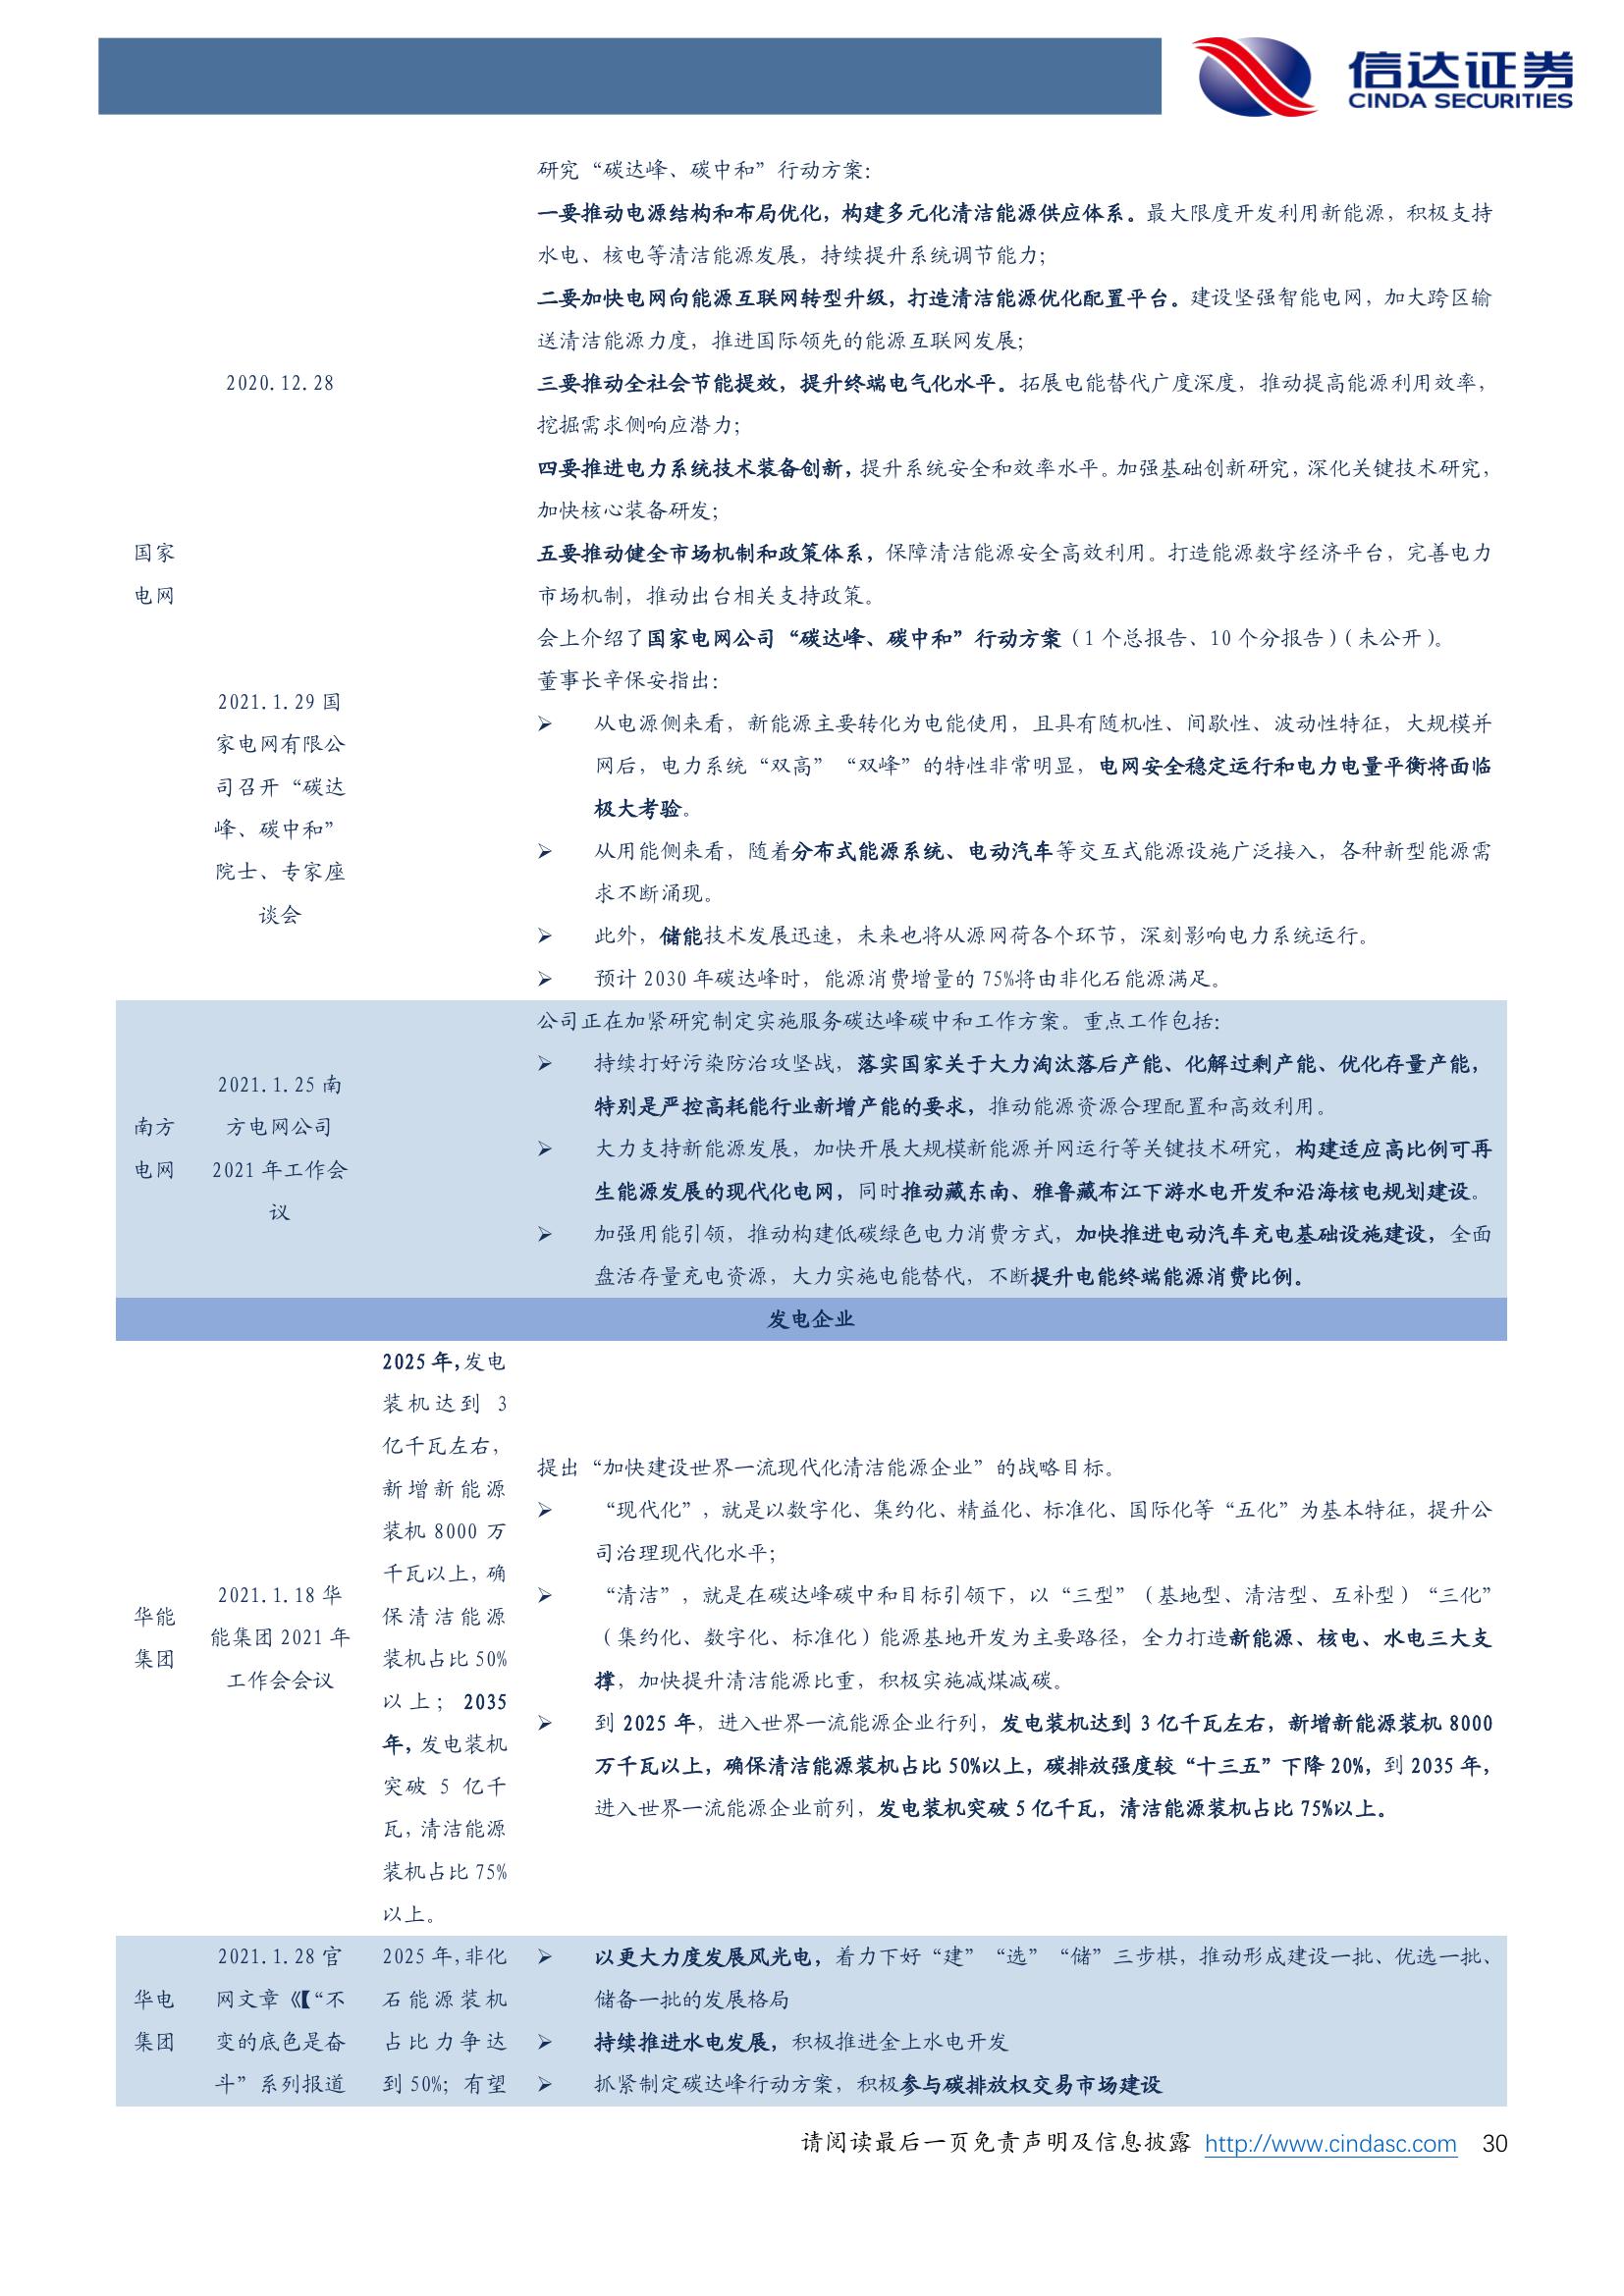 信达证券
CINDA SECURITIES
国家
电网
2020.12.28
研究“碳达峰、碳中和”行动方案：
一要推动电源结构和布局优化，构建多元化清洁能源供应体系。最大限度开发利用新能源，积极支持
水电、核电等清洁能源发展，持续提升系统调节能力；
二要加快电网向能源互联网转型升级，打造清洁能源优化配置平台。建设坚强智能电网，加大跨区输
送清洁能源力度，推进国际领先的能源互联网发展；
三要推动全社会节能提效，提升终端电气化水平。拓展电能替代广度深度，推动提高能源利用效率，
挖掘需求侧响应潜力；
四要推进电力系统技术装备创新，提升系统安全和效率水平。加强基础创新研究，深化关键技术研究，
加快核心装备研发；
五要推动健全市场机制和政策体系，保障清洁能源安全高效利用。打造能源数字经济平台，完善电力
市场机制，推动出台相关支持政策。
2021.1.29 国
家电网有限公
司召开“碳达
峰、碳中和”
院士、专家座
谈会
会上介绍了国家电网公司“碳达峰、碳中和”行动方案（1 个总报告、10 个分报告）（未公开）。
董事长辛保安指出：
➢ 从电源侧来看，新能源主要转化为电能使用，且具有随机性、间歇性、波动性特征，大规模并
网后，电力系统“双高”“双峰”的特性非常明显，电网安全稳定运行和电力电量平衡将面临
极大考验。
➢ 从用能侧来看，随着分布式能源系统、电动汽车等交互式能源设施广泛接入，各种新型能源需
求不断涌现。
➢ 此外，储能技术发展迅速，未来也将从源网荷各个环节，深刻影响电力系统运行。
➢ 预计 2030 年碳达峰时，能源消费增量的 75%将由非化石能源满足。
南方
电网
2021.1.25 南
方电网公司
2021 年工作会
议
公司正在加紧研究制定实施服务碳达峰碳中和工作方案。重点工作包括：
➢ 持续打好污染防治攻坚战，落实国家关于大力淘汰落后产能、化解过剩产能、优化存量产能，
特别是严控高耗能行业新增产能的要求，推动能源资源合理配置和高效利用。
➢ 大力支持新能源发展，加快开展大规模新能源并网运行等关键技术研究，构建适应高比例可再
生能源发展的现代化电网，同时推动藏东南、雅鲁藏布江下游水电开发和沿海核电规划建设。
➢ 加强用能引领，推动构建低碳绿色电力消费方式，加快推进电动汽车充电基础设施建设，全面
盘活存量充电资源，大力实施电能替代，不断提升电能终端能源消费比例。
发电企业
华能
集团
2021.1.18 华
能集团 2021 年
工作会会议
2025 年，发电
装机达到 3
亿千瓦左右，
新增新能源
装机 8000 万
千瓦以上，确
保清洁能源
装机占比 50%
以上；2035
年，发电装机
突破 5 亿千
瓦，清洁能源
装机占比 75%
以上。
提出“加快建设世界一流现代化清洁能源企业”的战略目标。
➢ “现代化”，就是以数字化、集约化、精益化、标准化、国际化等“五化”为基本特征，提升公
司治理现代化水平；
➢ “清洁”，就是在碳达峰碳中和目标引领下，以“三型”（基地型、清洁型、互补型）“三化”
（集约化、数字化、标准化）能源基地开发为主要路径，全力打造新能源、核电、水电三大支
撑，加快提升清洁能源比重，积极实施减煤减碳。
➢ 到 2025 年，进入世界一流能源企业行列，发电装机达到 3 亿千瓦左右，新增新能源装机 8000
万千瓦以上，确保清洁能源装机占比 50%以上，碳排放强度较“十三五”下降 20%，到 2035 年，
进入世界一流能源企业前列，发电装机突破 5 亿千瓦，清洁能源装机占比 75%以上。
华电
集团
2021.1.28 官
网文章《【“不
变的底色是奋
斗”系列报道
2025 年，非化
石能源装机
占比力争达
到 50%；有望
➢ 以更大力度发展风光电，着力下好“建”“选”“储”三步棋，推动形成建设一批、优选一批、
储备一批的发展格局
➢ 持续推进水电发展，积极推进金上水电开发
➢ 抓紧制定碳达峰行动方案，积极参与碳排放权交易市场建设
请阅读最后一页免责声明及信息披露 http://www.cindasc.com 30